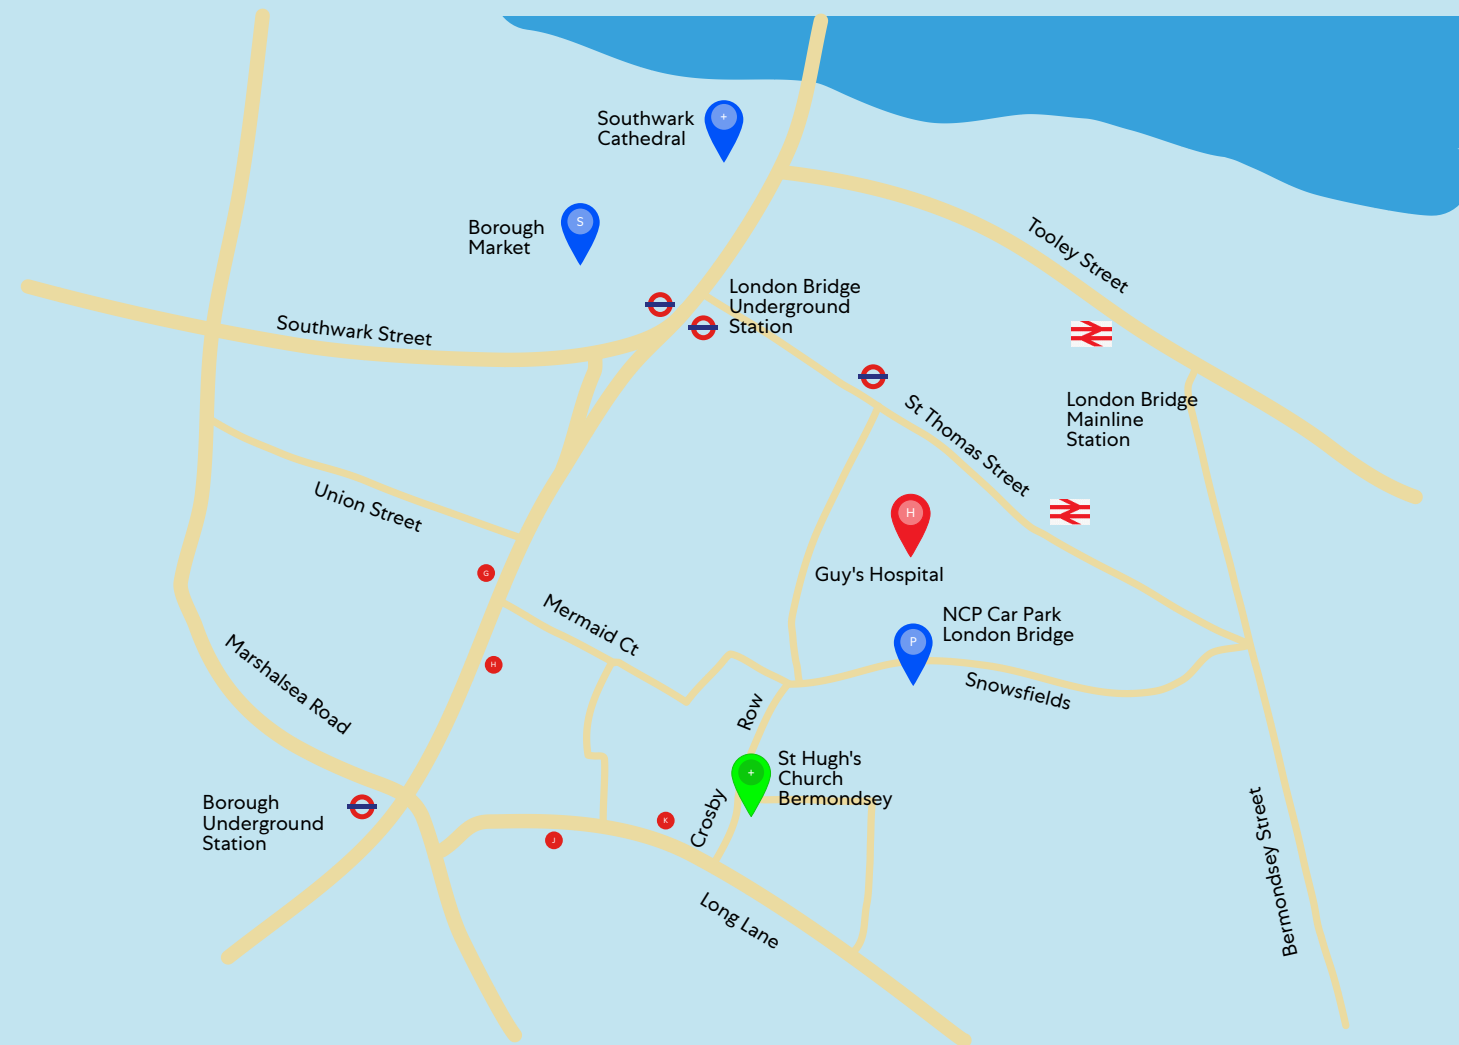 Southwark
Cathedral
+
Borough
Market
S
Tooley Street
London Bridge
Underground
Station
Southwark Street
London Bridge
Mainline
Station
St Thomas Street
Union Street
H
Guy's Hospital
G
Mermaid Ct
NCP Car Park
London Bridge
P
H
Marshalsea Road
Snowsfields
Crosby Row
St Hugh's
Church
Bermondsey
+
Borough
Underground
Station
K
J
Long Lane
Bermondsey Street